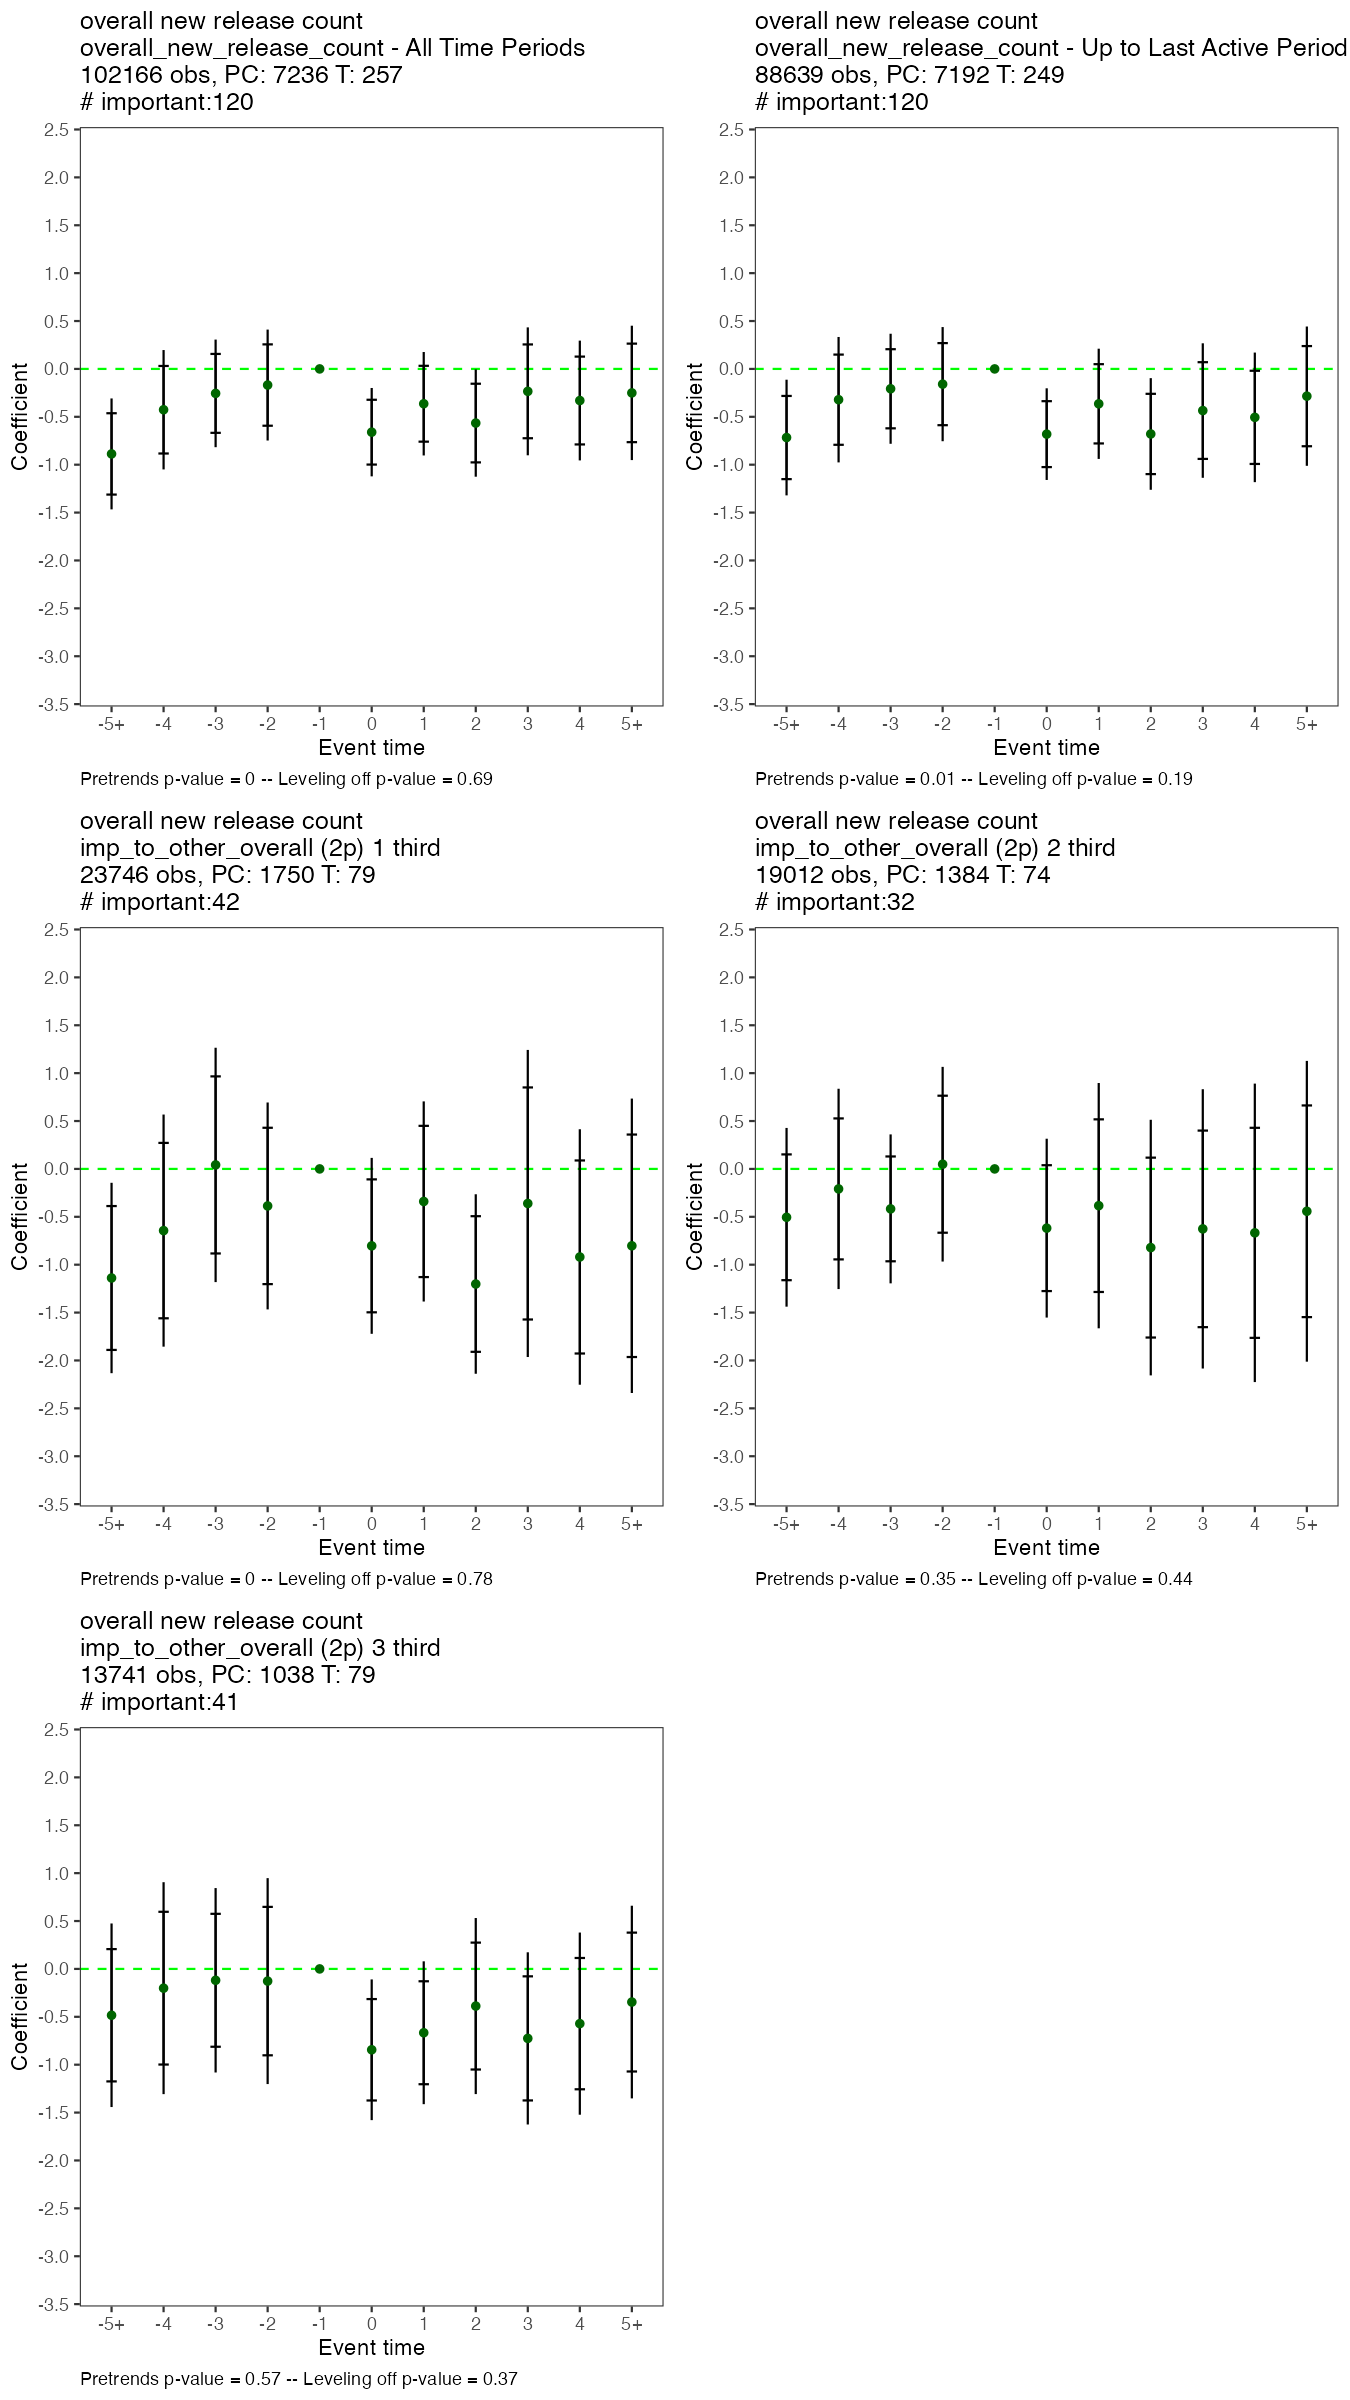 overall new release count
overall_new_release_count - All Time Periods
102166 obs, PC: 7236 T: 257
# important:120
2.5
2.0
1.5
1.0
0.5
0.0
-0.5
-1.0
-1.5
-2.0
-2.5
-3.0
-3.5
Coefficient
-5+ -4 -3 -2 -1 0 1 2 3 4 5+
Event time
Pretrends p-value = 0 -- Leveling off p-value = 0.69
overall new release count
overall_new_release_count - Up to Last Active Period
88639 obs, PC: 7192 T: 249
# important:120
2.5
2.0
1.5
1.0
0.5
0.0
-0.5
-1.0
-1.5
-2.0
-2.5
-3.0
-3.5
Coefficient
-5+ -4 -3 -2 -1 0 1 2 3 4 5+
Event time
Pretrends p-value = 0.01 -- Leveling off p-value = 0.19
overall new release count
imp_to_other_overall (2p) 1 third
23746 obs, PC: 1750 T: 79
# important:42
2.5
2.0
1.5
1.0
0.5
0.0
-0.5
-1.0
-1.5
-2.0
-2.5
-3.0
-3.5
Coefficient
-5+ -4 -3 -2 -1 0 1 2 3 4 5+
Event time
Pretrends p-value = 0 -- Leveling off p-value = 0.78
overall new release count
imp_to_other_overall (2p) 2 third
19012 obs, PC: 1384 T: 74
# important:32
2.5
2.0
1.5
1.0
0.5
0.0
-0.5
-1.0
-1.5
-2.0
-2.5
-3.0
-3.5
Coefficient
-5+ -4 -3 -2 -1 0 1 2 3 4 5+
Event time
Pretrends p-value = 0.35 -- Leveling off p-value = 0.44
overall new release count
imp_to_other_overall (2p) 3 third
13741 obs, PC: 1038 T: 79
# important:41
2.5
2.0
1.5
1.0
0.5
0.0
-0.5
-1.0
-1.5
-2.0
-2.5
-3.0
-3.5
Coefficient
-5+ -4 -3 -2 -1 0 1 2 3 4 5+
Event time
Pretrends p-value = 0.57 -- Leveling off p-value = 0.37